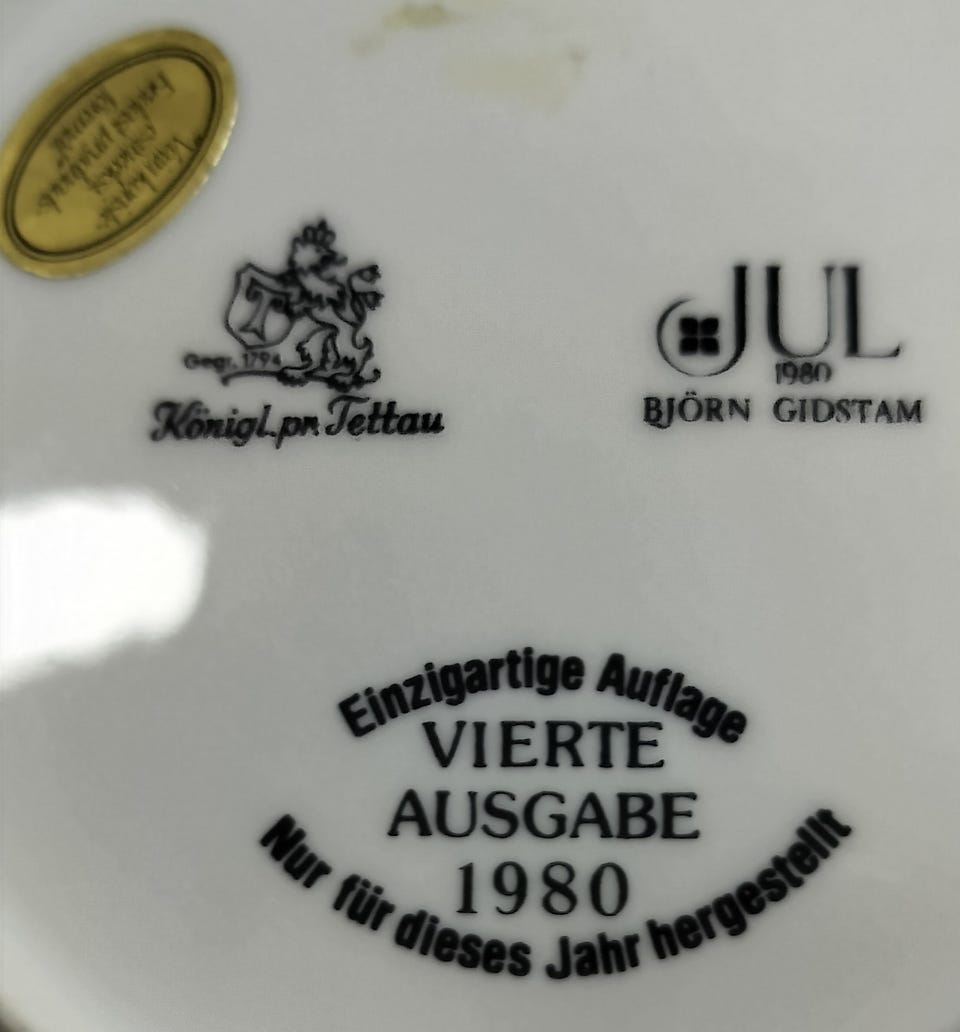 T
Gegr. 1794
Königl. pr. Tettau
JUL
1980
BJÖRN GIDSTAM
Einzigartige Auflage
VIERTE
AUSGABE
1980
Nur für dieses Jahr hergestellt